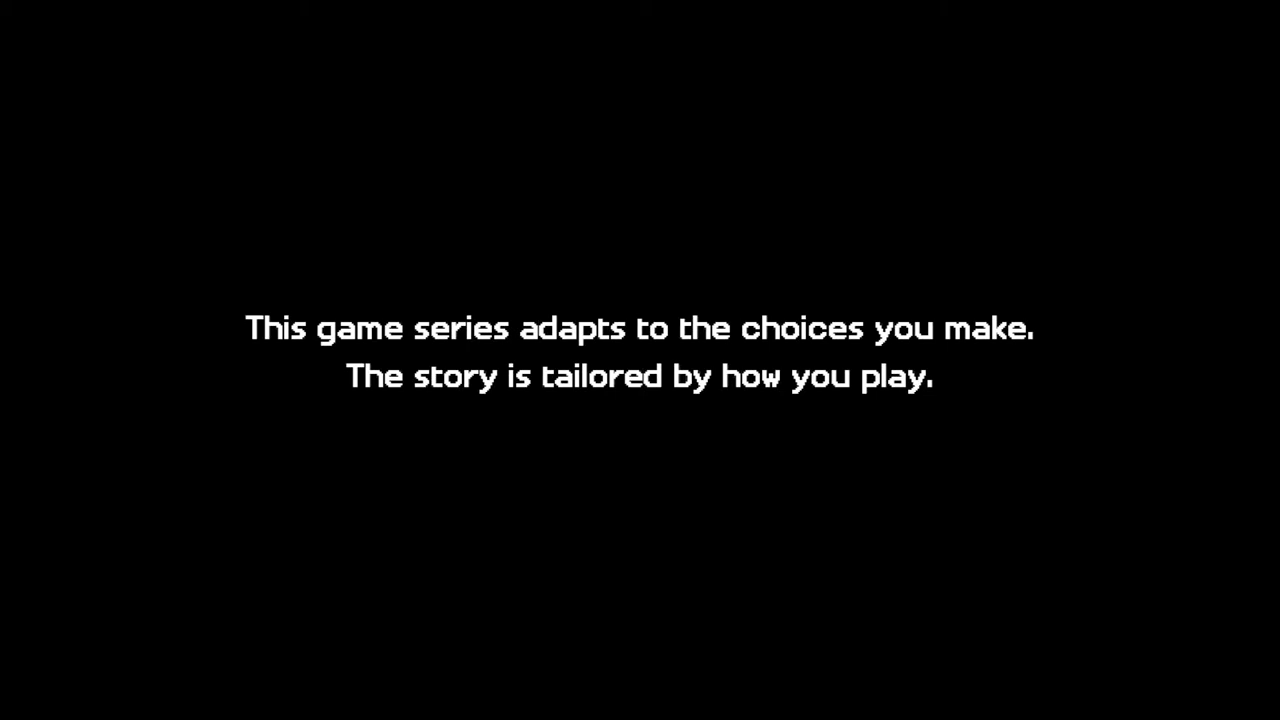 This game series adapts to the choices you make.
The story is tailored by how you play.